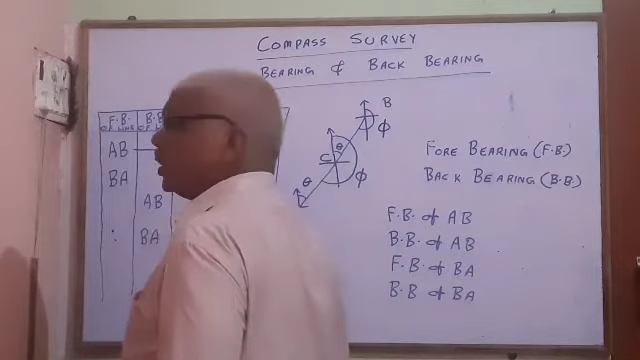 COMPASS SURVEY
BEARING & BACK BEARING
F.B. OF LINE
B.B OF L
AB
BA
AB
: BA
B
φ
θ
C
φ
θ
FORE BEARING (F.B.)
BACK BEARING (B.B.)
F.B. of AB
B.B. of AB
F.B. of BA
B.B of BA